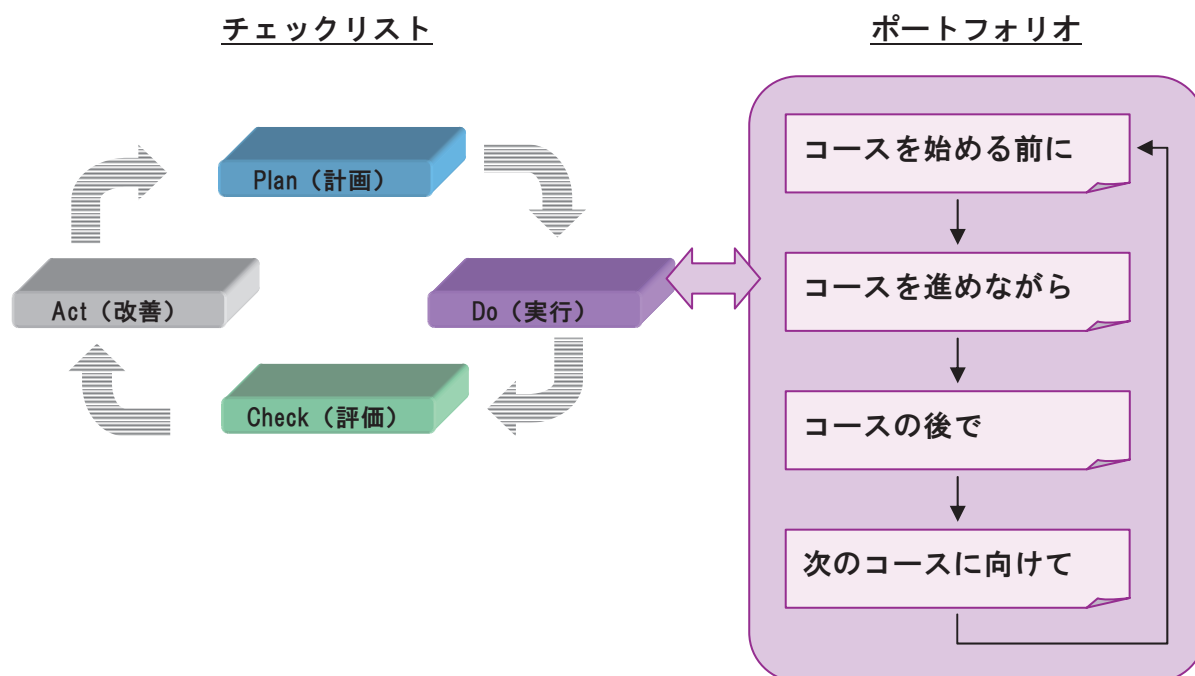 チェックリスト
ポートフォリオ
Plan（計画）
Do（実行）
Check（評価）
Act（改善）
コースを始める前に
コースを進めながら
コースの後で
次のコースに向けて